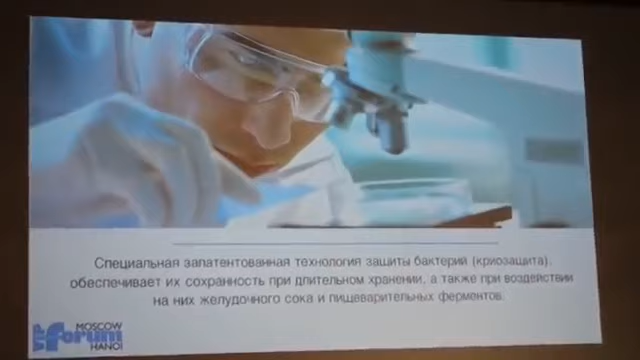 Специальная запатентованная технология защиты бактерий (криозащита),
обеспечивает их сохранность при длительном хранении, а также при воздействии
на них желудочного сока и пищеварительных ферментов.
MOSCOW
forum
HANOI